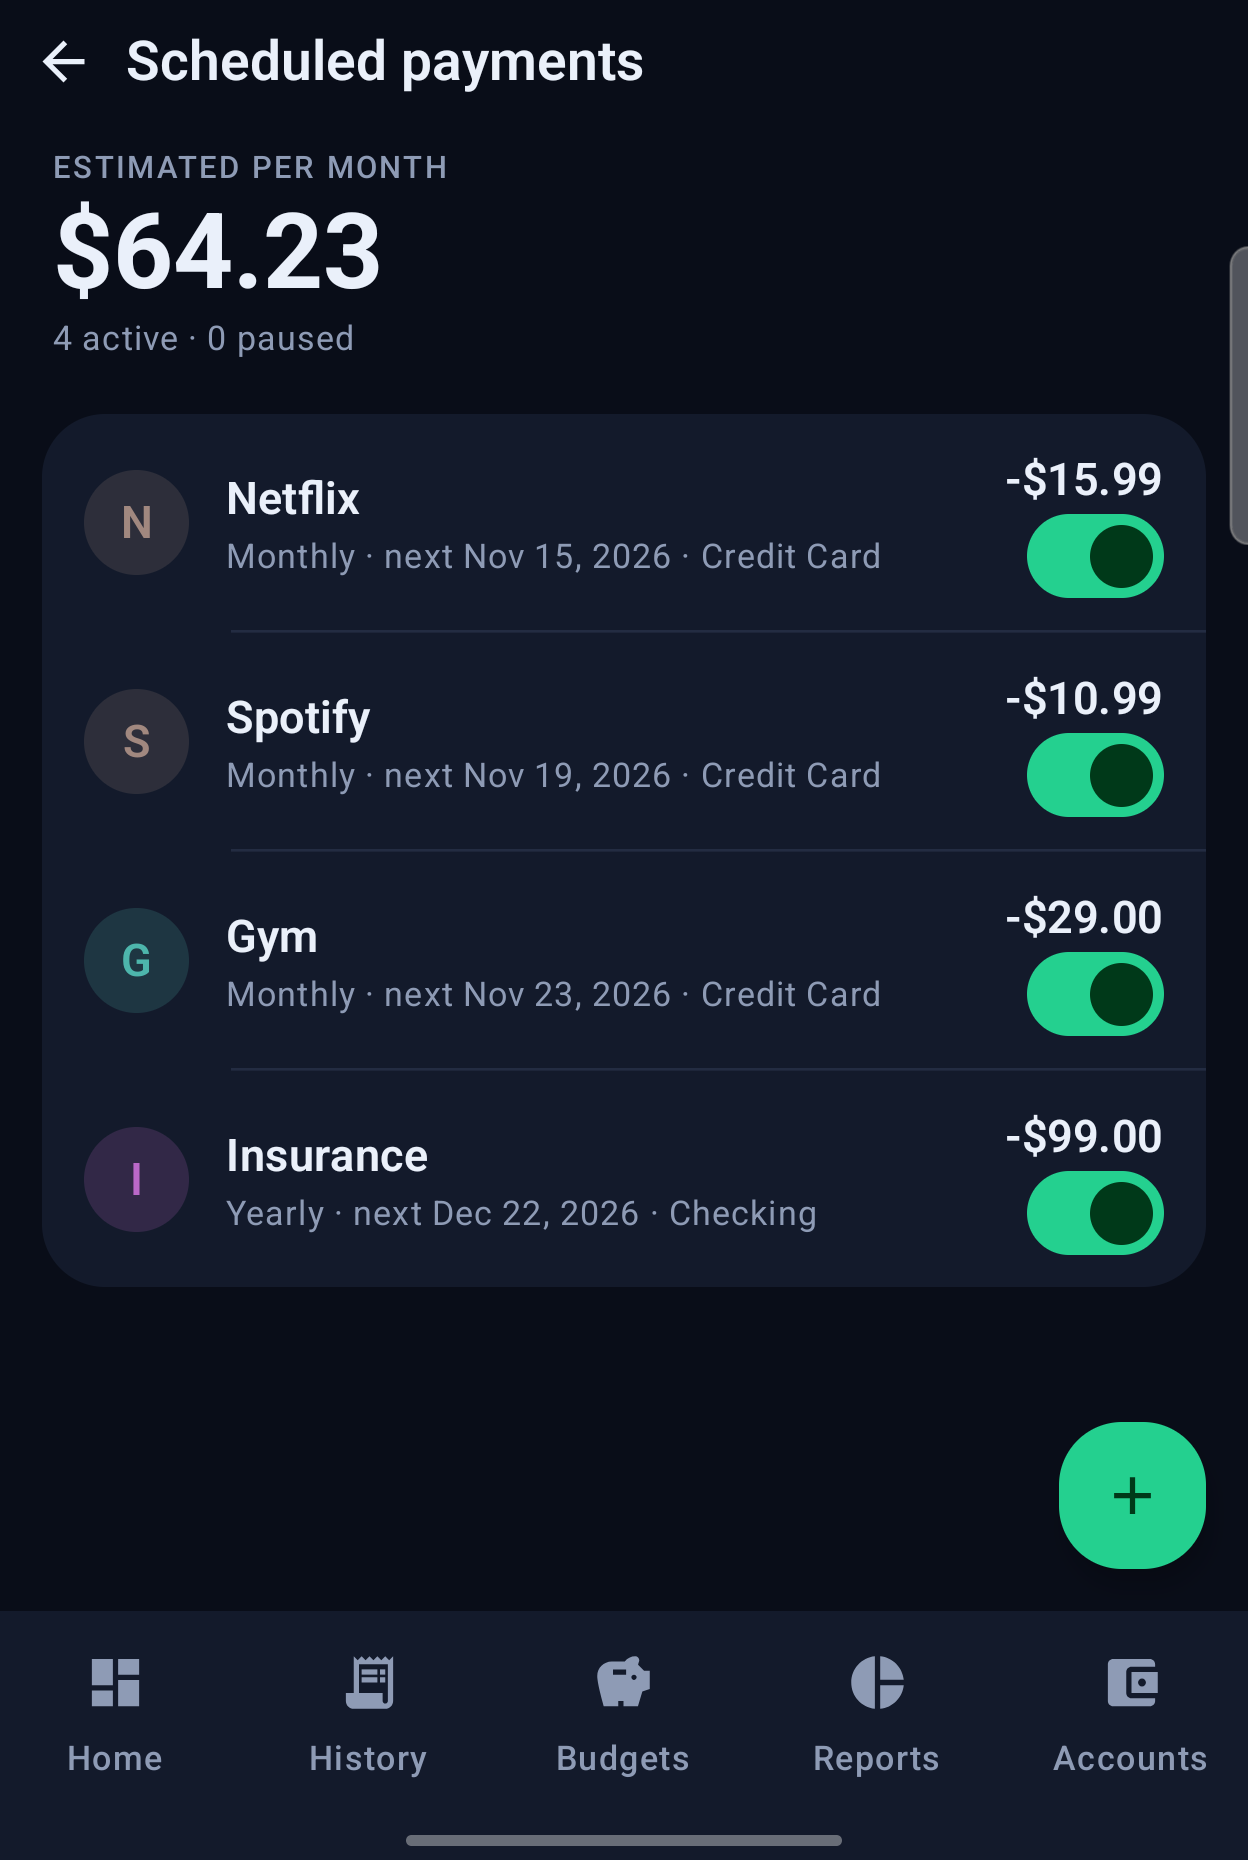 Scheduled payments
ESTIMATED PER MONTH
$64.23
4 active · 0 paused
N
Netflix
Monthly · next Nov 15, 2026 · Credit Card
-$15.99
S
Spotify
Monthly · next Nov 19, 2026 · Credit Card
-$10.99
G
Gym
Monthly · next Nov 23, 2026 · Credit Card
-$29.00
I
Insurance
Yearly · next Dec 22, 2026 · Checking
-$99.00
+
Home
History
Budgets
Reports
Accounts